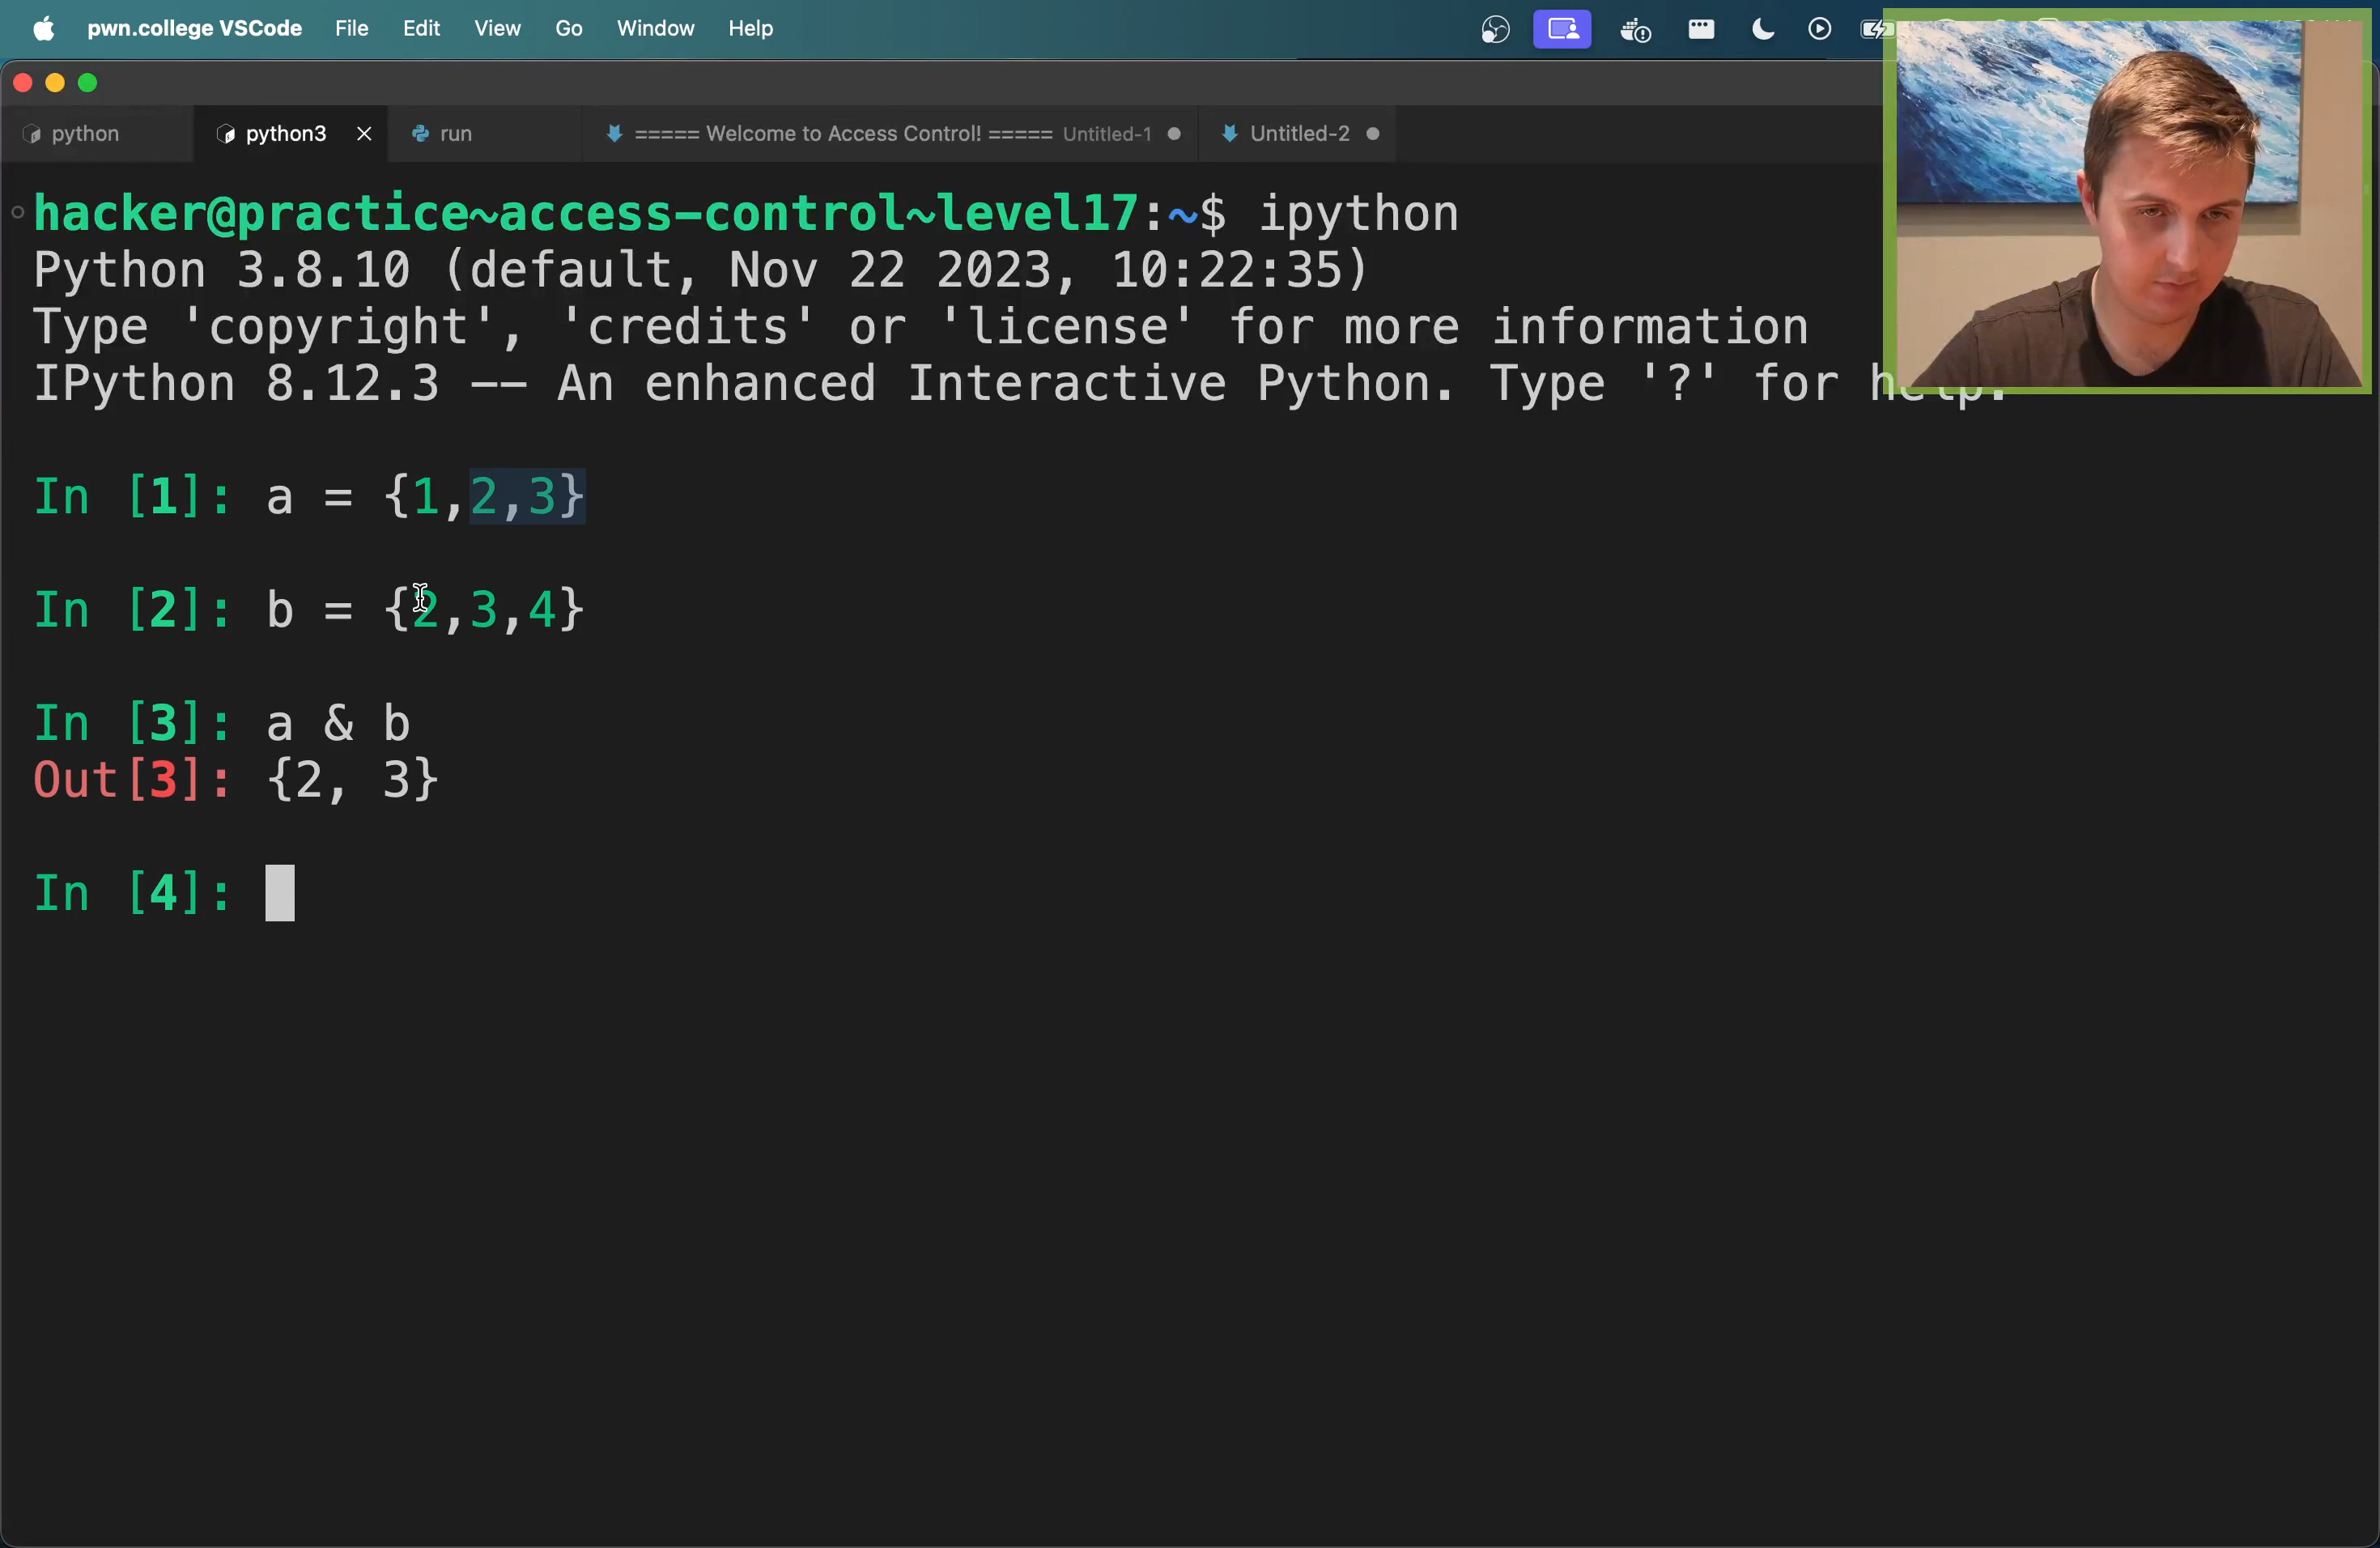 pwn.college VSCode File Edit View Go Window Help
python python3 run ===== Welcome to Access Control! ===== Untitled-1 Untitled-2
hacker@practice~access-control~level17:~$ ipython
Python 3.8.10 (default, Nov 22 2023, 10:22:35)
Type 'copyright', 'credits' or 'license' for more information
IPython 8.12.3 -- An enhanced Interactive Python. Type '?' for help.
In [1]: a = {1,2,3}
In [2]: b = {2,3,4}
In [3]: a & b
Out[3]: {2, 3}
In [4]: